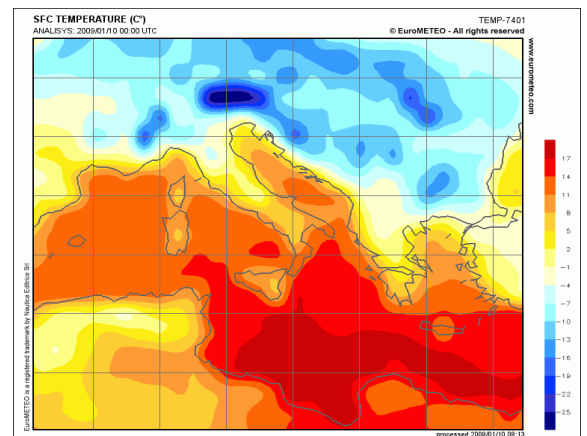 SFC TEMPERATURE (C°)
TEMP-7401
ANALISYS: 2009/01/10 00:00 UTC
© EuroMETEO - All rights reserved
www.eurometeo.com
17
14
11
8
5
2
-1
-4
-7
-10
-13
-16
-19
-22
-25
EuroMETEO is a registered trademark by Nautica Editrice Srl
processed 2009/01/10 08:13